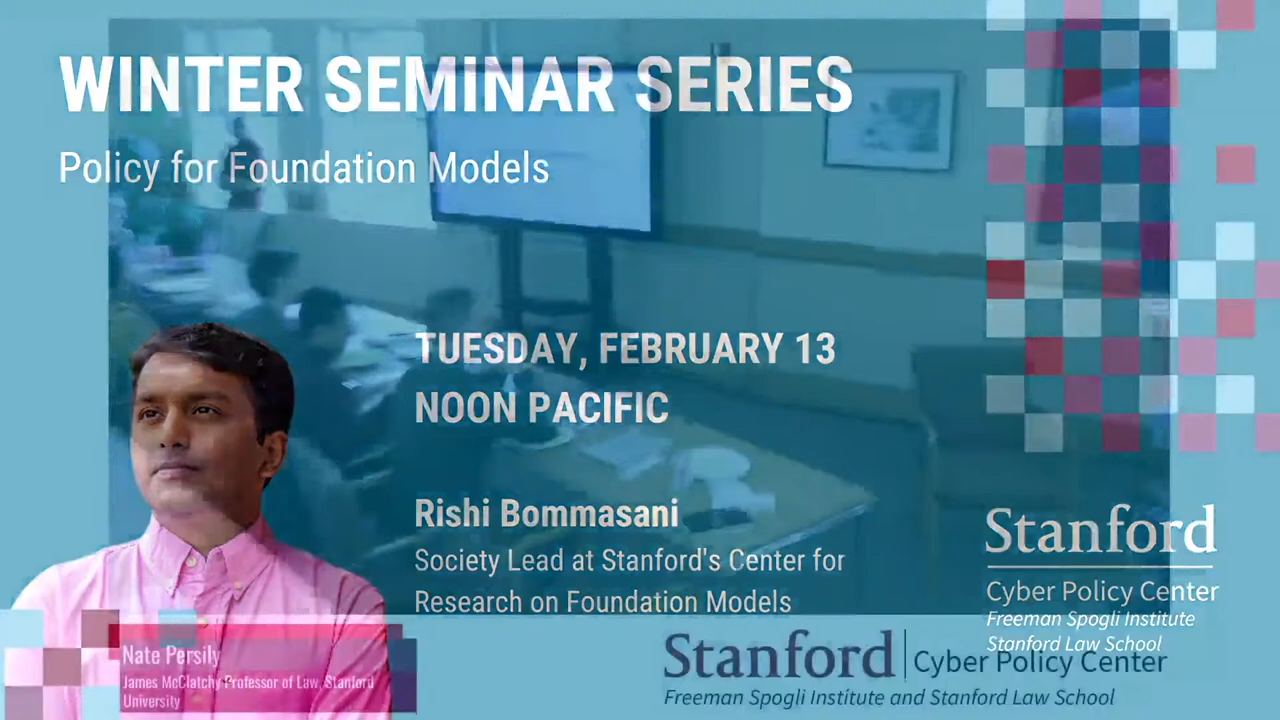 WINTER SEMINAR SERIES
Policy for Foundation Models
TUESDAY, FEBRUARY 13
NOON PACIFIC
Rishi Bommasani
Society Lead at Stanford's Center for
Research on Foundation Models
Stanford
Cyber Policy Center
Freeman Spogli Institute
Stanford Law School
Nate Persily
James McClatchy Professor of Law, Stanford
University
Stanford | Cyber Policy Center
Freeman Spogli Institute and Stanford Law School